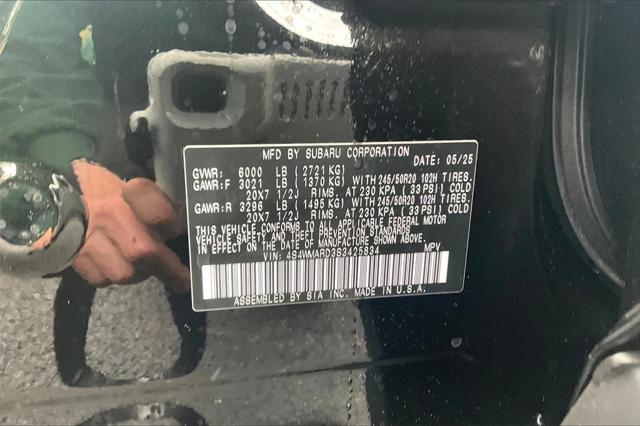 MFD BY SUBARU CORPORATION
DATE: 05/25
GVWR: 6000 LB (2721 KG)
GAWR:F 3021 LB (1370 KG) WITH 245/50R20 102H TIRES,
20X7 1/2J RIMS, AT 230 KPA (33 PSI) COLD
GAWR:R 3296 LB (1495 KG) WITH 245/50R20 102H TIRES,
20X7 1/2J RIMS, AT 230 KPA (33 PSI) COLD
THIS VEHICLE CONFORMS TO ALL APPLICABLE FEDERAL MOTOR
VEHICLE SAFETY AND THEFT PREVENTION STANDARDS
IN EFFECT ON THE DATE OF MANUFACTURE SHOWN ABOVE.
VIN: 4S4WMARD3S3425834 MPV
ASSEMBLED BY SIA INC. MADE IN U.S.A.